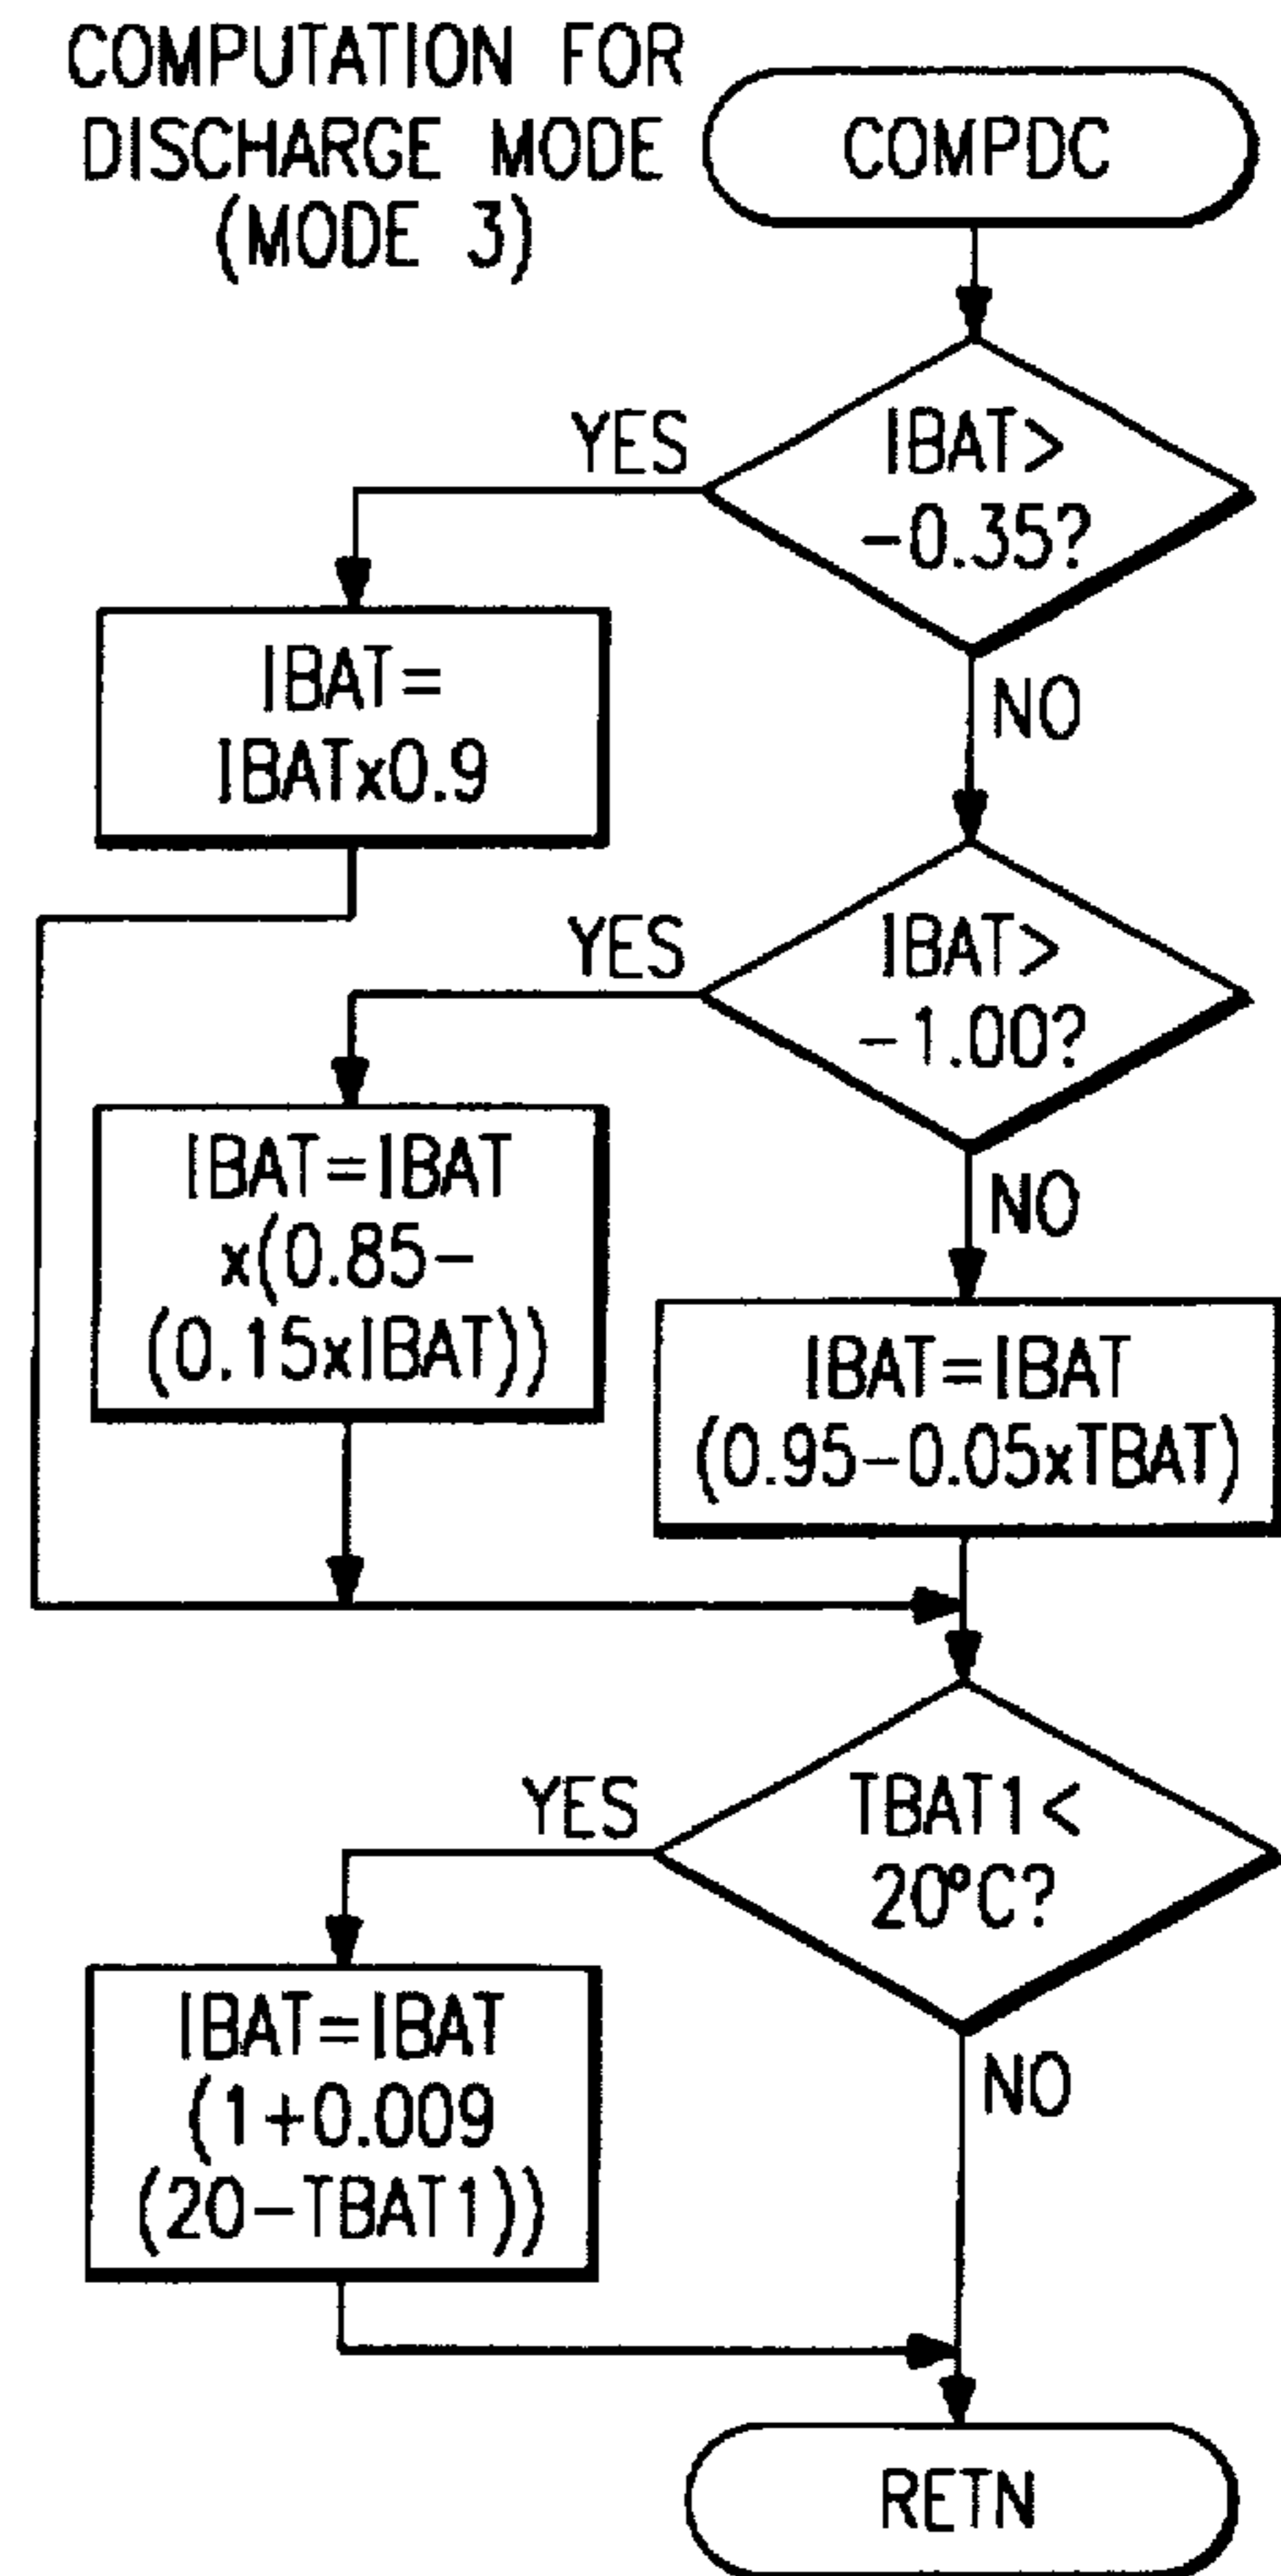 COMPUTATION FOR
DISCHARGE MODE
(MODE 3)
COMPDC
IBAT>
-0.35?
YES
NO
IBAT=
IBATx0.9
IBAT>
-1.00?
YES
NO
IBAT=IBAT
x(0.85-
(0.15xIBAT))
IBAT=IBAT
(0.95-0.05xTBAT)
TBAT1<
20°C?
YES
NO
IBAT=IBAT
(1+0.009
(20-TBAT1))
RETN